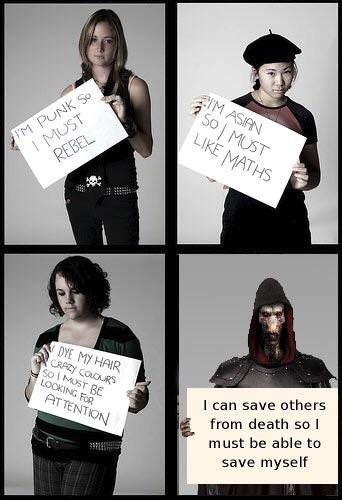 I'M PUNK SO
I MUST
REBEL
I'M ASIAN
SO I MUST
LIKE MATHS
I DYE MY HAIR
CRAZY COLOURS
SO I MUST BE
LOOKING FOR
ATTENTION
I can save others
from death so I
must be able to
save myself